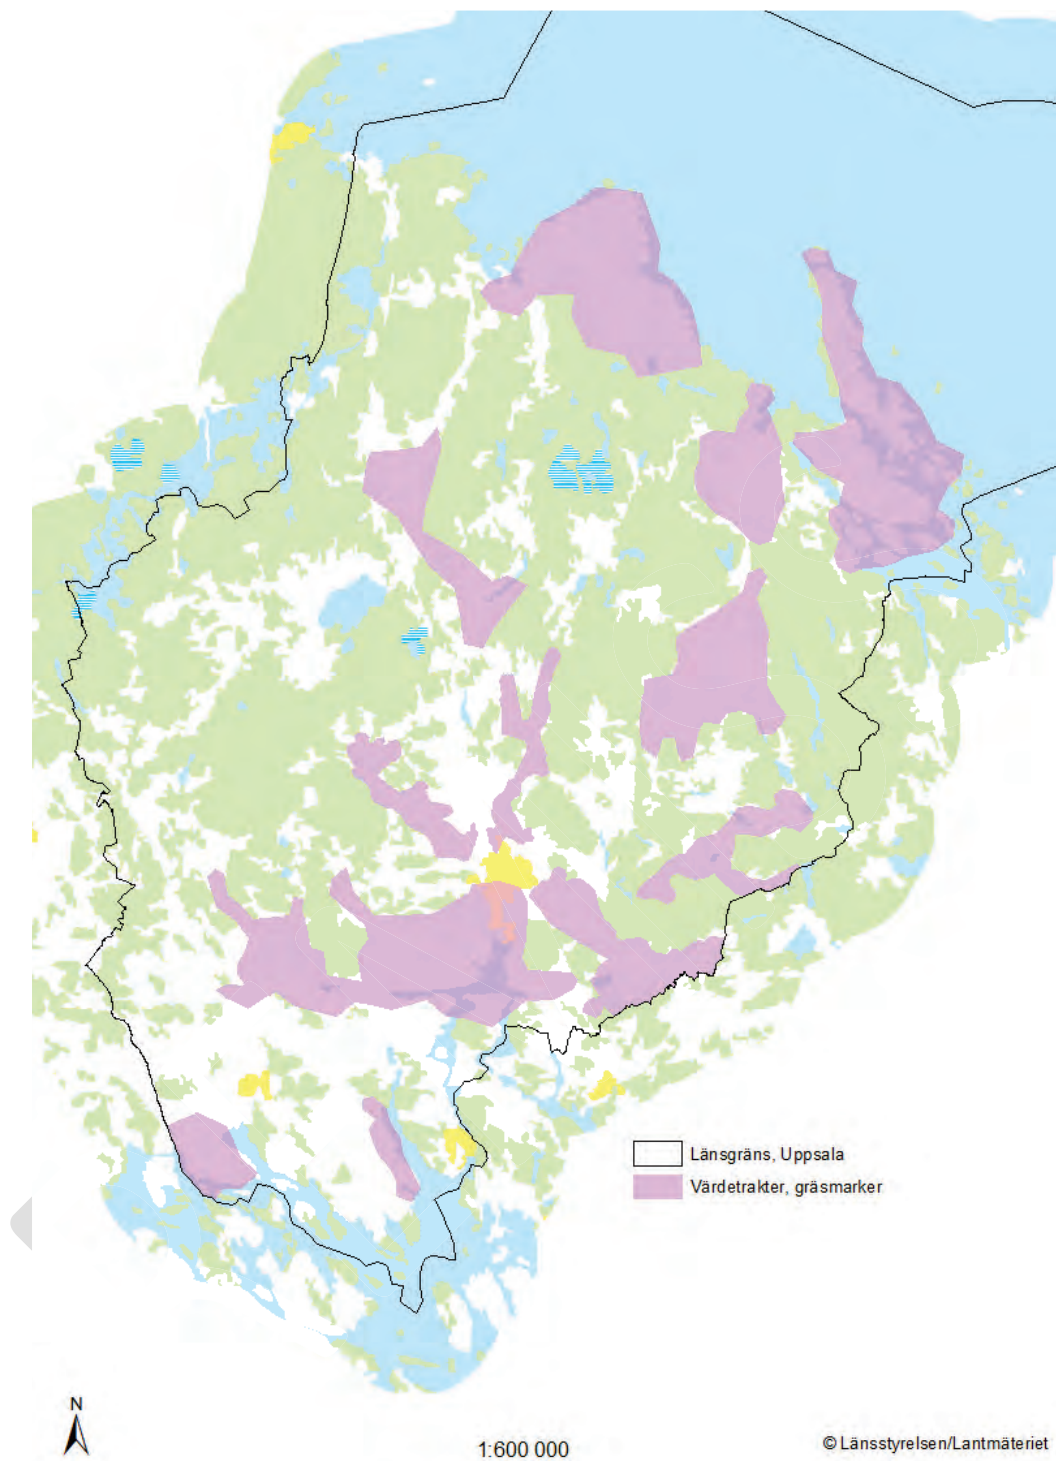 Länsgräns, Uppsala
Värdetrakter, gräsmarker
N
1:600 000
© Länsstyrelsen/Lantmäteriet